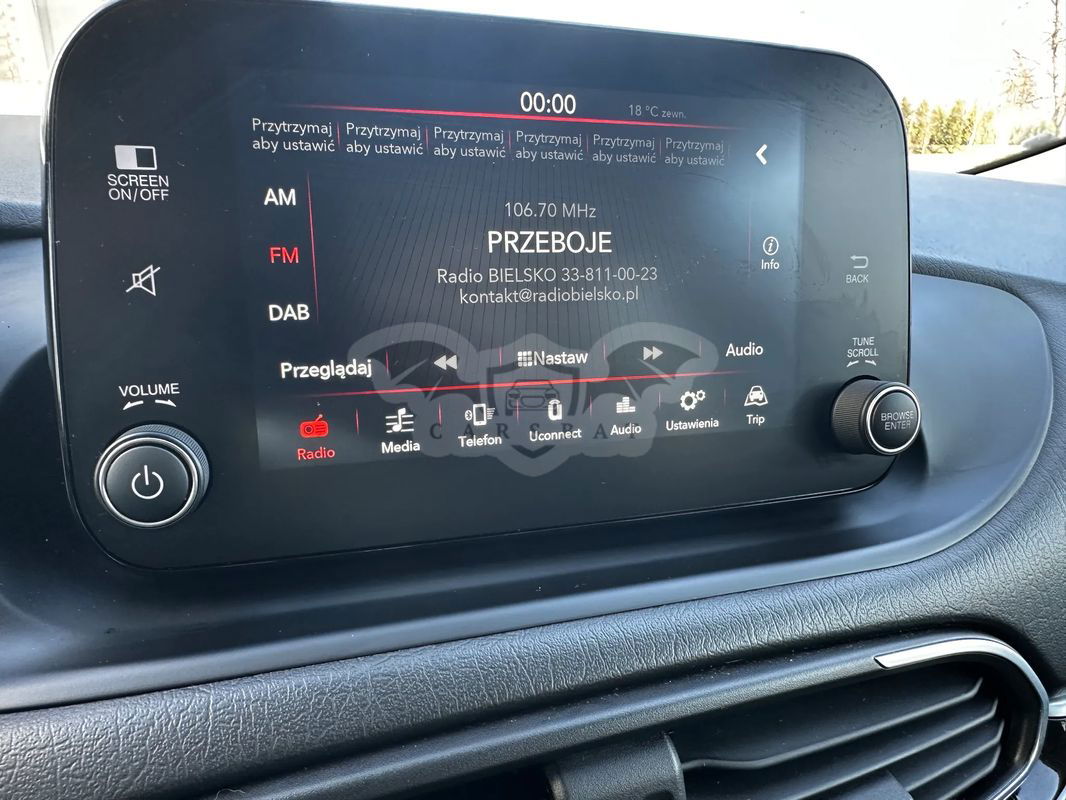 00:00
18 °C zewn.
Przytrzymaj aby ustawić
Przytrzymaj aby ustawić
Przytrzymaj aby ustawić
Przytrzymaj aby ustawić
Przytrzymaj aby ustawić
Przytrzymaj aby ustawić
SCREEN
ON/OFF
AM
FM
DAB
106.70 MHz
PRZEBOJE
Radio BIELSKO 33-811-00-23
kontakt@radiobielsko.pl
Info
BACK
Przeglądaj
Nastaw
Audio
TUNE
SCROLL
VOLUME
Radio
Media
Telefon
Uconnect
Audio
Ustawienia
Trip
BROWSE
ENTER
CARSBAT